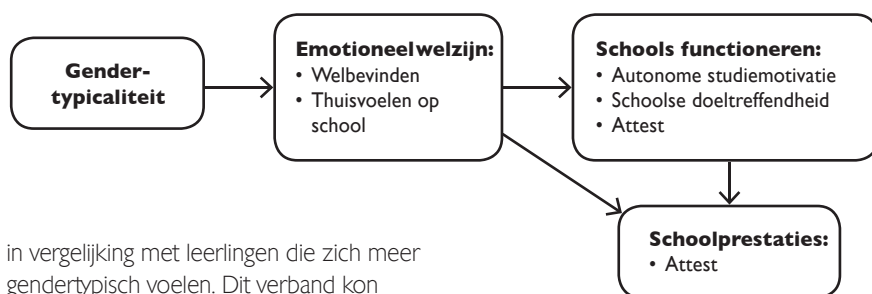 Gender-
typicaliteit
Emotioneel welzijn:
• Welbevinden
• Thuisvoelen op
school
Schools functioneren:
• Autonome studiemotivatie
• Schoolse doeltreffendheid
• Attest
Schoolprestaties:
• Attest
in vergelijking met leerlingen die zich meer
gendertypisch voelen. Dit verband kon